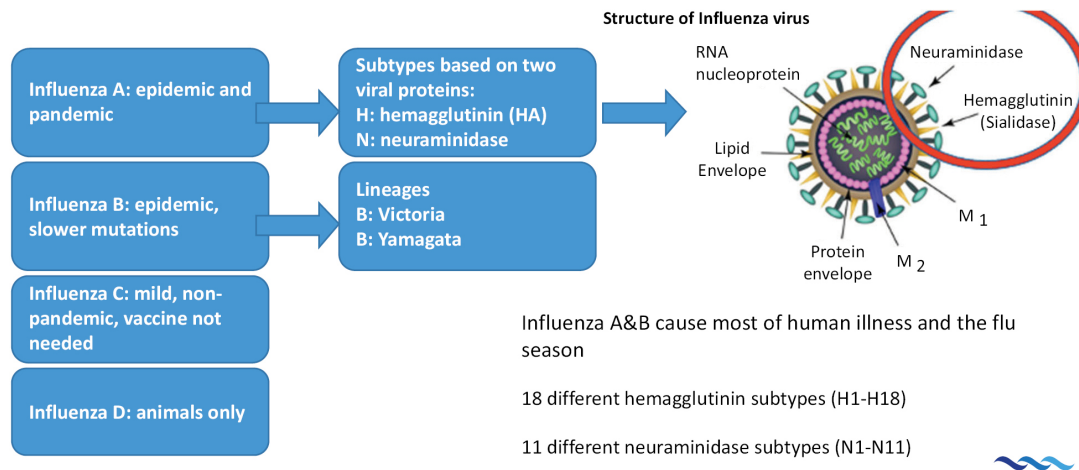 Structure of Influenza virus
Influenza A: epidemic and
pandemic
Subtypes based on two
viral proteins:
H: hemagglutinin (HA)
N: neuraminidase
RNA
nucleoprotein
Neuraminidase
Hemagglutinin
(Sialidase)
Lipid
Envelope
M 1
Protein
envelope
M 2
Influenza B: epidemic,
slower mutations
Lineages
B: Victoria
B: Yamagata
Influenza C: mild, non-
pandemic, vaccine not
needed
Influenza D: animals only
Influenza A&B cause most of human illness and the flu
season
18 different hemagglutinin subtypes (H1-H18)
11 different neuraminidase subtypes (N1-N11)